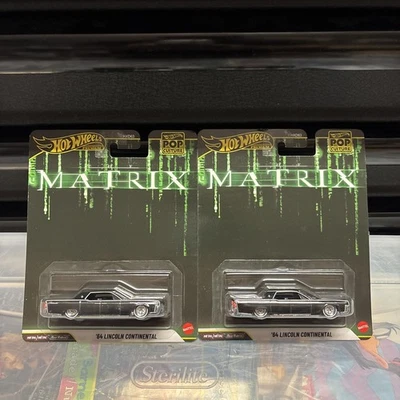 HOT WHEELS
POP
CULTURE
MATRIX
'64 LINCOLN CONTINENTAL
HOT WHEELS
POP
CULTURE
MATRIX
'64 LINCOLN CONTINENTAL
Sterilite